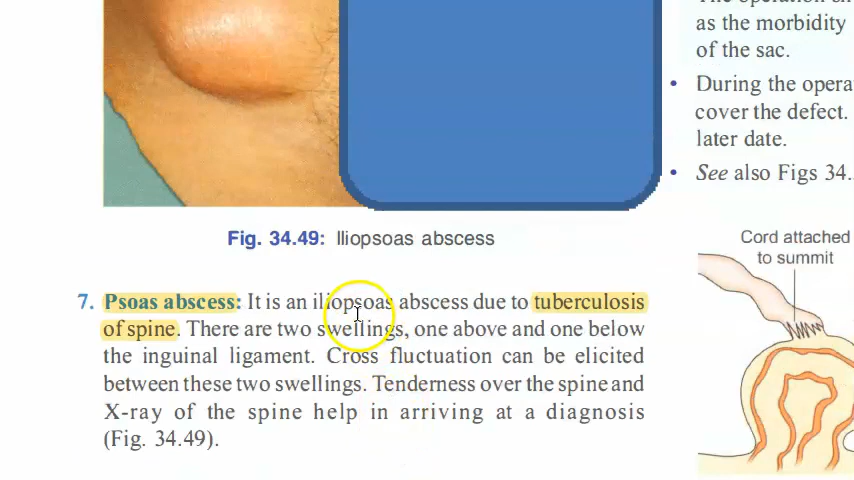 Fig. 34.49: Iliopsoas abscess
7. Psoas abscess: It is an iliopsoas abscess due to tuberculosis
of spine. There are two swellings, one above and one below
the inguinal ligament. Cross fluctuation can be elicited
between these two swellings. Tenderness over the spine and
X-ray of the spine help in arriving at a diagnosis
(Fig. 34.49).
as the morbidity
of the sac.
• During the opera
cover the defect.
later date.
• See also Figs 34.
Cord attached
to summit